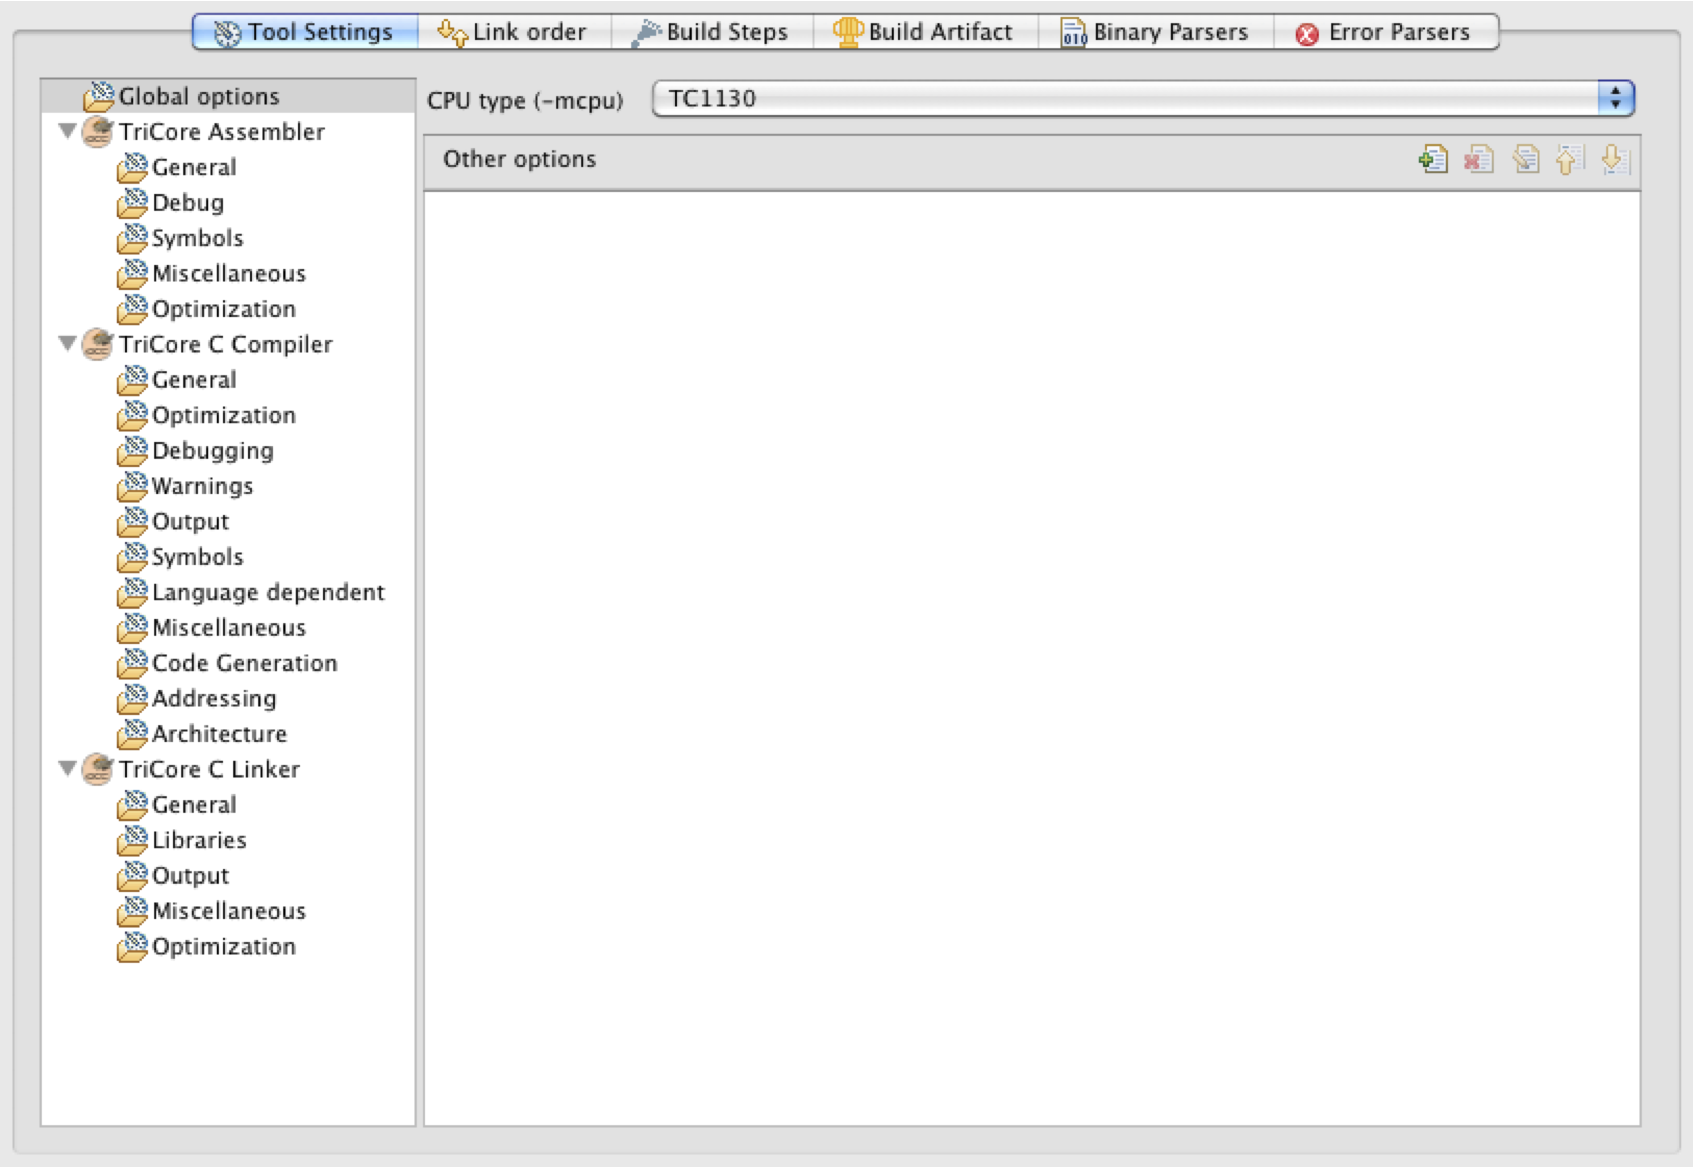 Tool Settings
Link order
Build Steps
Build Artifact
Binary Parsers
Error Parsers
Global options
TriCore Assembler
General
Debug
Symbols
Miscellaneous
Optimization
TriCore C Compiler
General
Optimization
Debugging
Warnings
Output
Symbols
Language dependent
Miscellaneous
Code Generation
Addressing
Architecture
TriCore C Linker
General
Libraries
Output
Miscellaneous
Optimization
CPU type (-mcpu)
TC1130
Other options